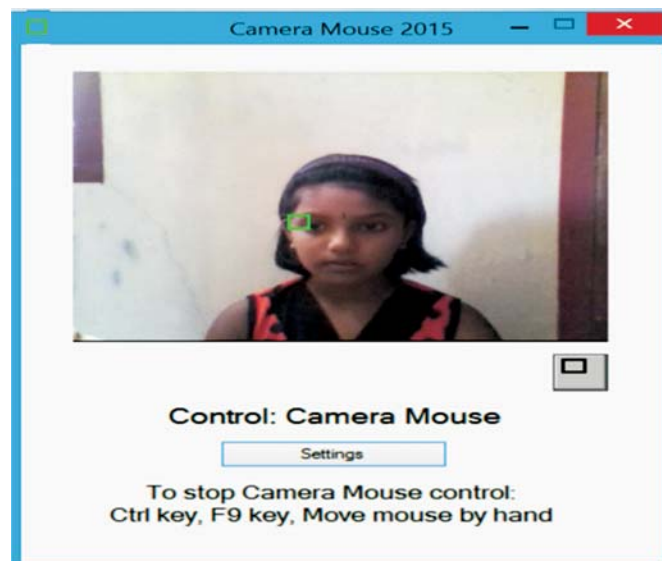 Camera Mouse 2015
Control: Camera Mouse
Settings
To stop Camera Mouse control:
Ctrl key, F9 key, Move mouse by hand